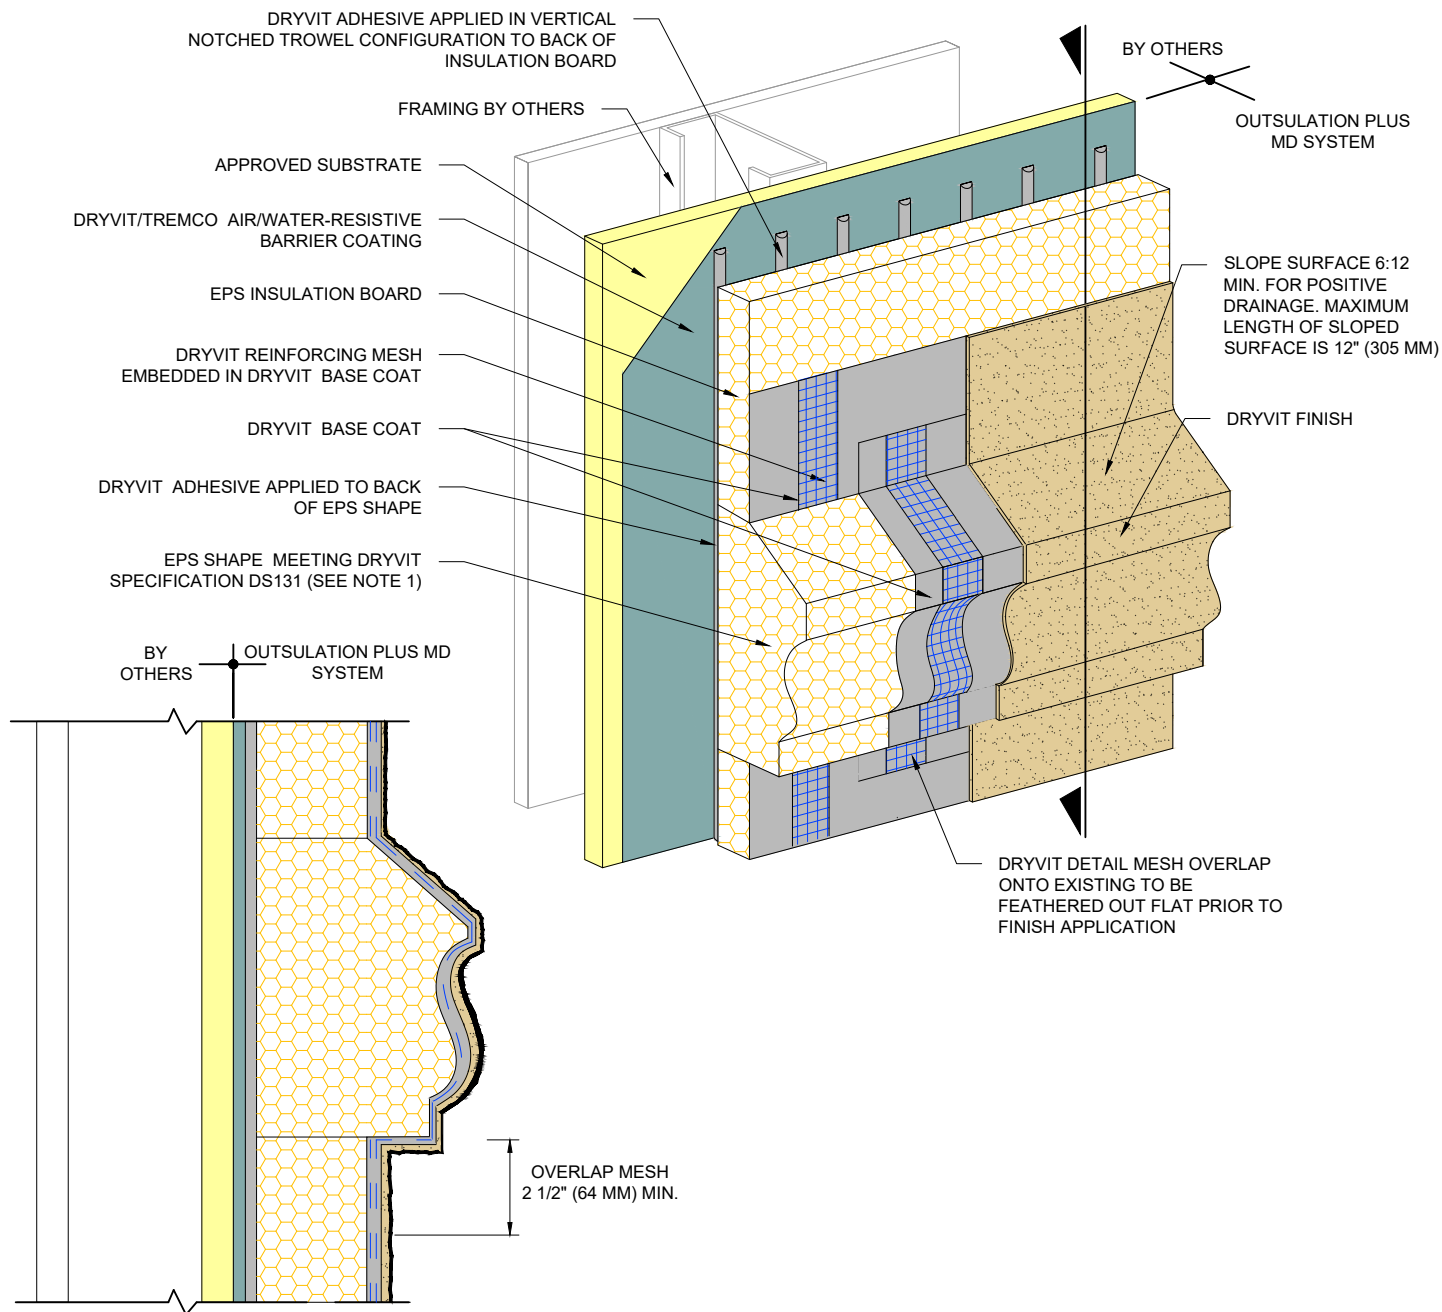 DRYVIT ADHESIVE APPLIED IN VERTICAL
NOTCHED TROWEL CONFIGURATION TO BACK OF
INSULATION BOARD
FRAMING BY OTHERS
APPROVED SUBSTRATE
DRYVIT/TREMCO AIR/WATER-RESISTIVE
BARRIER COATING
EPS INSULATION BOARD
DRYVIT REINFORCING MESH
EMBEDDED IN DRYVIT BASE COAT
DRYVIT BASE COAT
DRYVIT ADHESIVE APPLIED TO BACK
OF EPS SHAPE
EPS SHAPE MEETING DRYVIT
SPECIFICATION DS131 (SEE NOTE 1)
BY OTHERS
OUTSULATION PLUS
MD SYSTEM
SLOPE SURFACE 6:12
MIN. FOR POSITIVE
DRAINAGE. MAXIMUM
LENGTH OF SLOPED
SURFACE IS 12" (305 MM)
DRYVIT FINISH
DRYVIT DETAIL MESH OVERLAP
ONTO EXISTING TO BE
FEATHERED OUT FLAT PRIOR TO
FINISH APPLICATION
BY
OTHERS
OUTSULATION PLUS MD
SYSTEM
OVERLAP MESH
2 1/2" (64 MM) MIN.